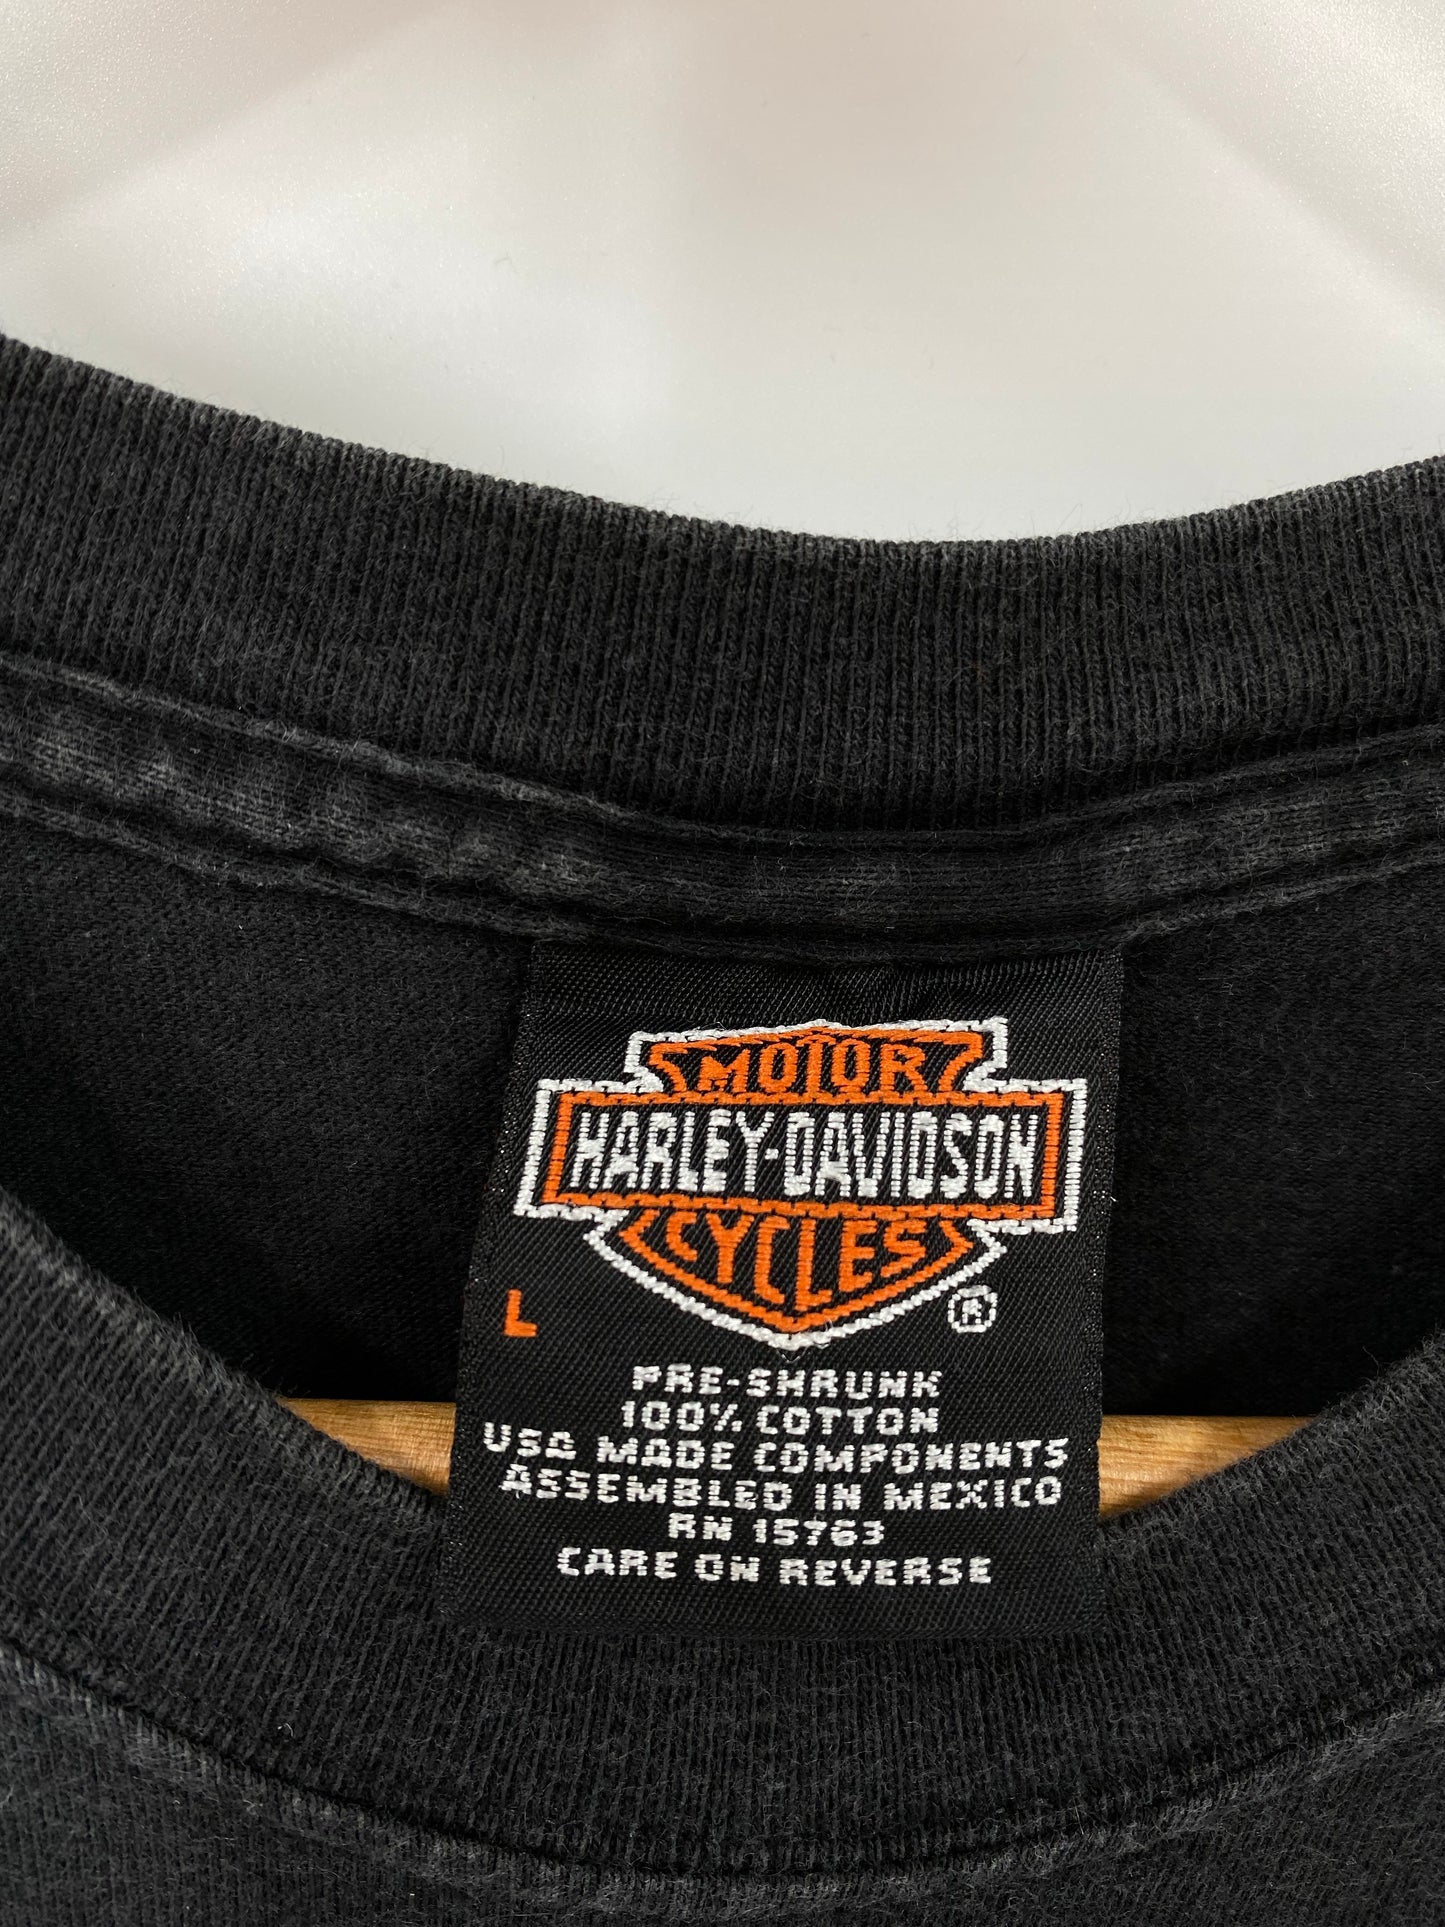 MOTOR
HARLEY-DAVIDSON
CYCLES
®
L
PRE-SHRUNK
100% COTTON
USA MADE COMPONENTS
ASSEMBLED IN MEXICO
RN 15763
CARE ON REVERSE